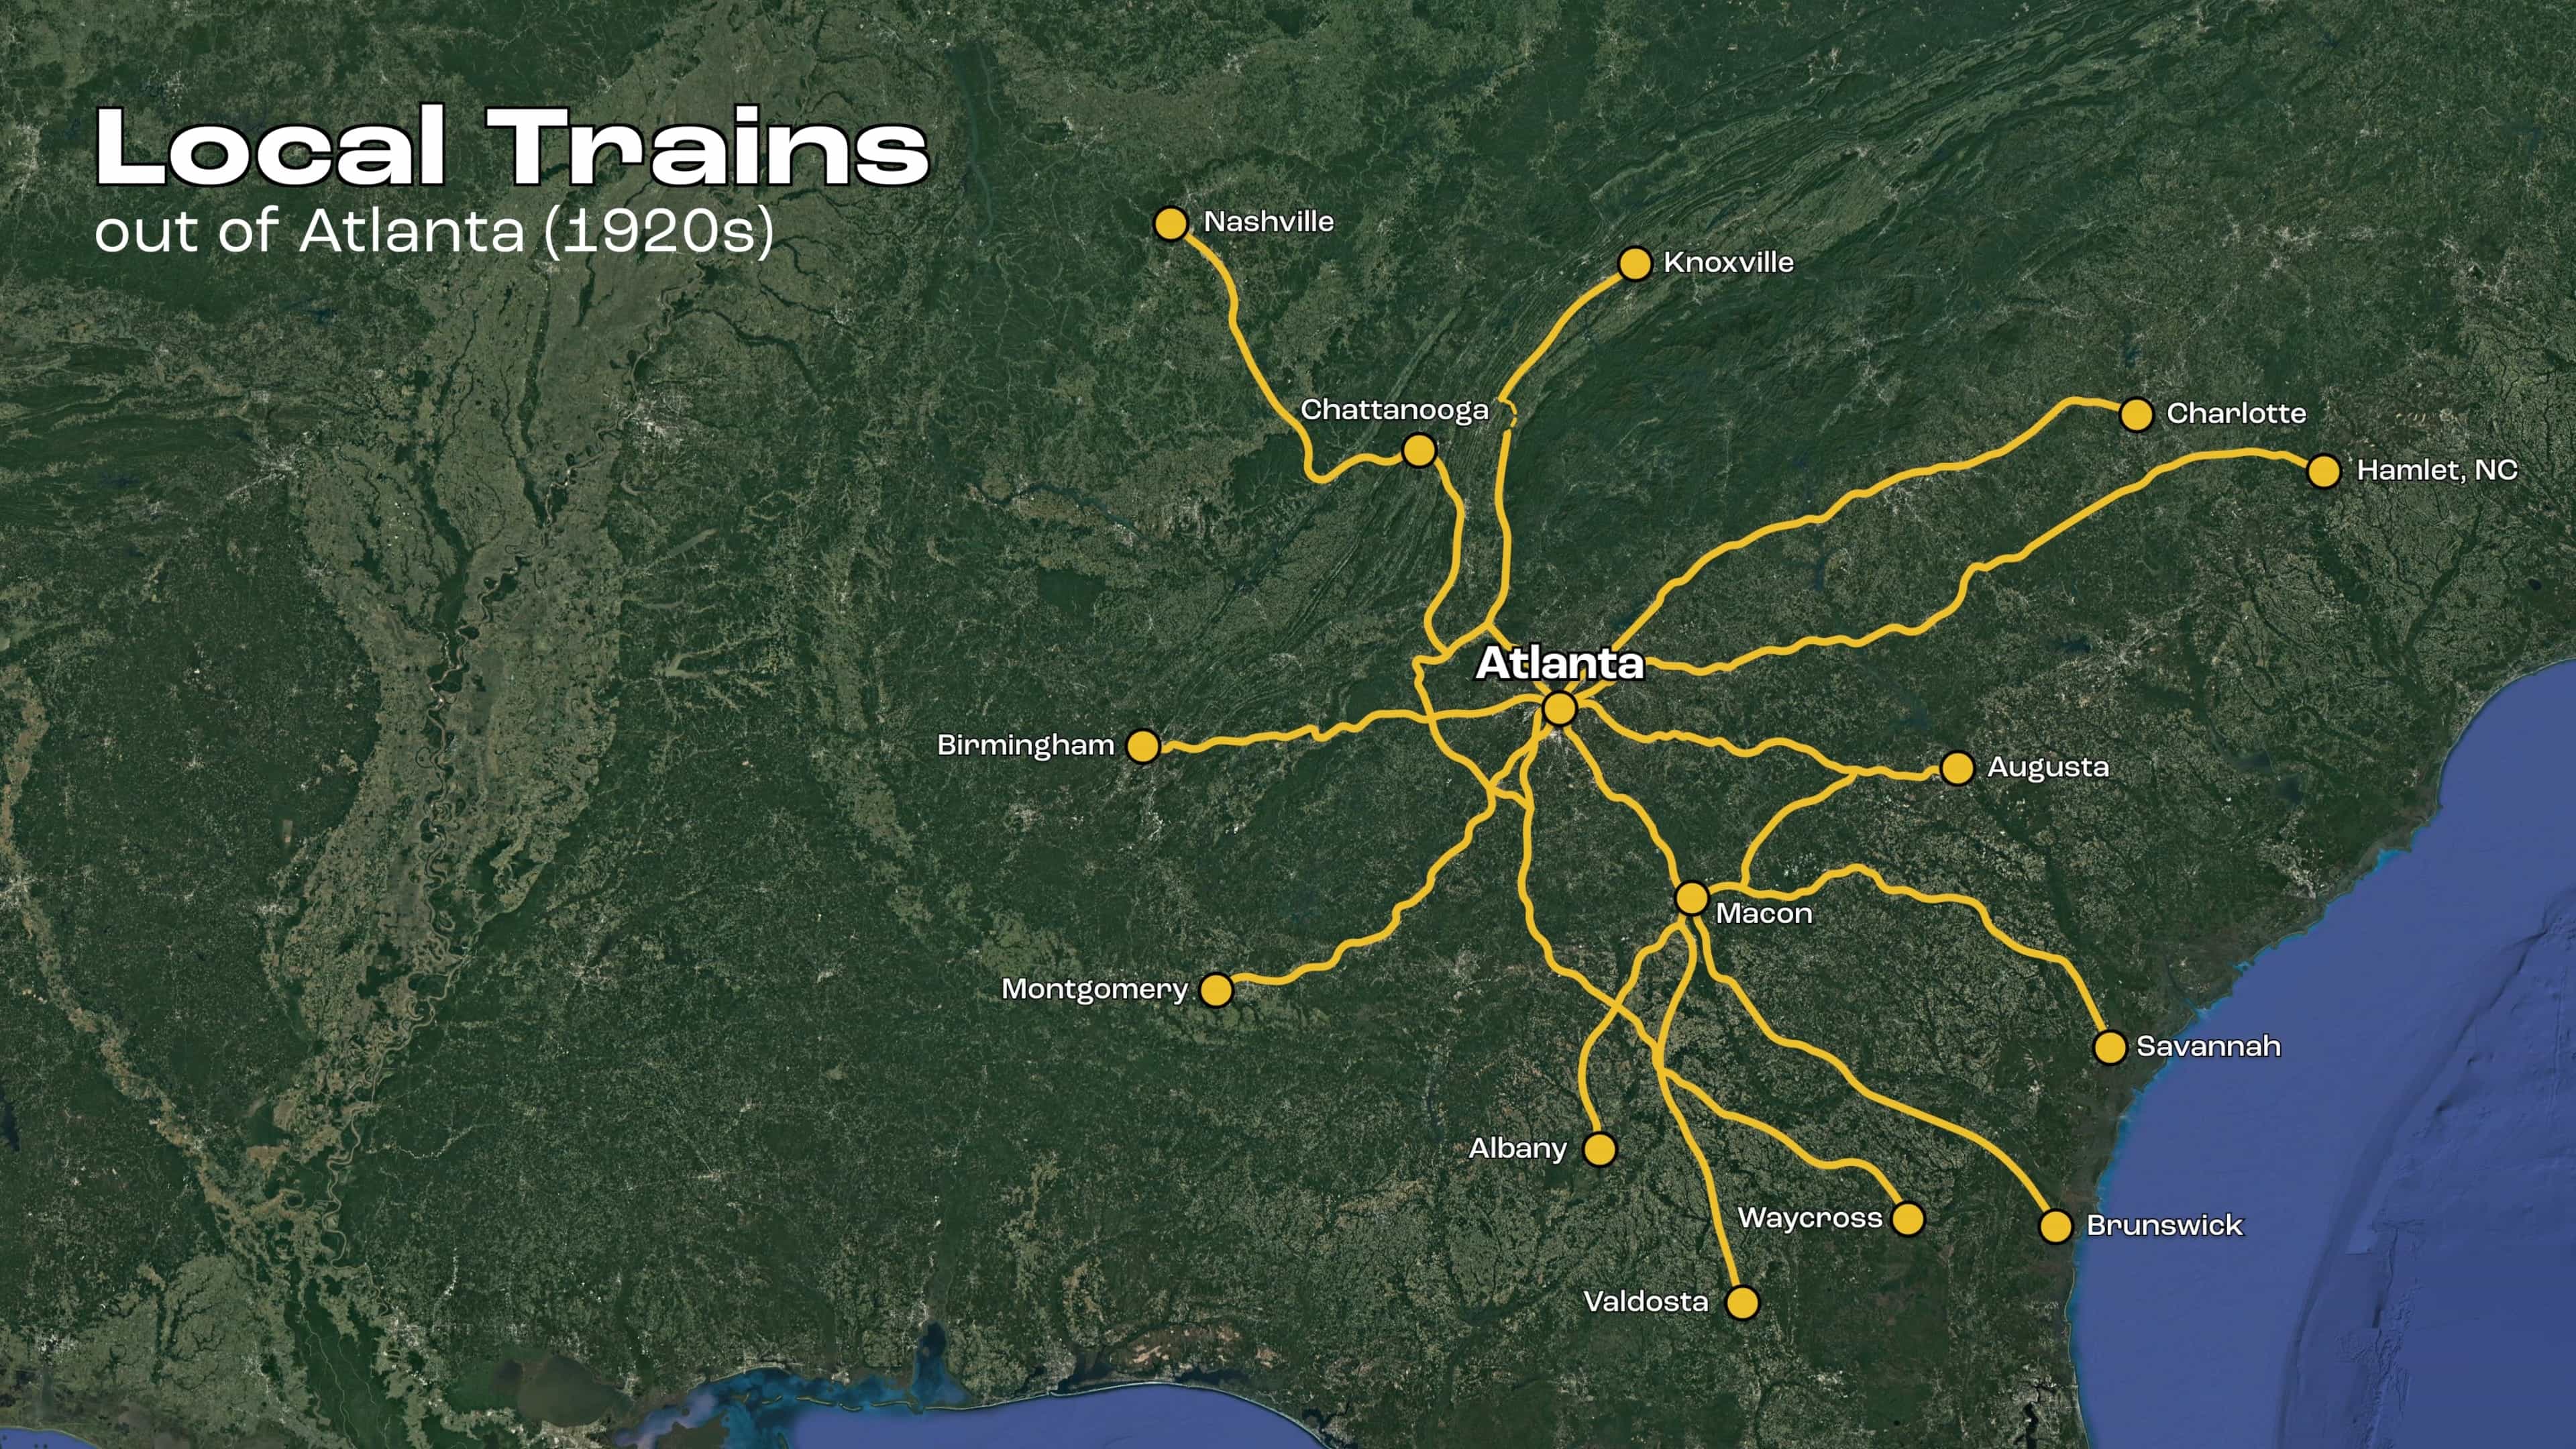 Local Trains
out of Atlanta (1920s)
Nashville
Knoxville
Chattanooga
Charlotte
Hamlet, NC
Atlanta
Birmingham
Augusta
Macon
Montgomery
Savannah
Albany
Waycross
Brunswick
Valdosta